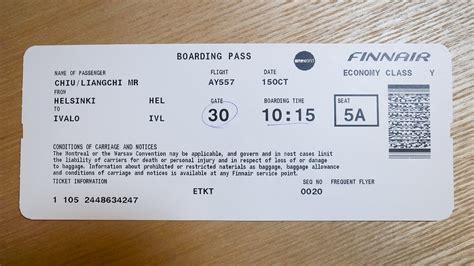 BOARDING PASS
oneworld
FINNAIR
NAME OF PASSENGER FLIGHT DATE ECONOMY CLASS Y
CHIU/LIANGCHI MR AY557 15OCT
FROM
HELSINKI HEL
TO
IVALO IVL
GATE 30 BOARDING TIME 10:15 SEAT 5A
CONDITIONS OF CARRIAGE AND NOTICES
The Montreal or the Warsaw Convention may be applicable, and govern and in most cases limit
the liability of carriers for death or personal injury and in respect of loss of or damage
to baggage. Information about prohibited or restricted materials as baggage, baggage allowance
and conditions of carriage and notices is available at any Finnair service point.
TICKET INFORMATION SEQ NO FREQUENT FLYER
ETKT 0020
1 105 2448634247